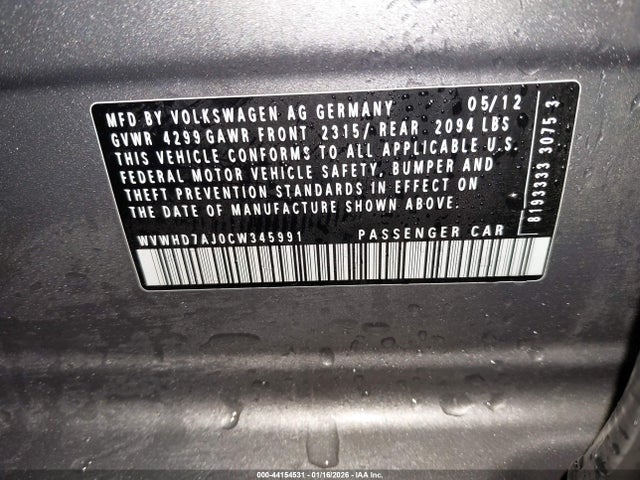 MFD BY VOLKSWAGEN AG GERMANY 05/12
GVWR 4299 GAWR FRONT 2315/ REAR 2094 LBS
THIS VEHICLE CONFORMS TO ALL APPLICABLE U.S.
FEDERAL MOTOR VEHICLE SAFETY, BUMPER AND
THEFT PREVENTION STANDARDS IN EFFECT ON
DATE OF MANUFACTURE SHOWN ABOVE.
WVWHD7AJ0CW345991 PASSENGER CAR
8193333 3075 3
000-44154531 - 01/16/2026 - IAA Inc.